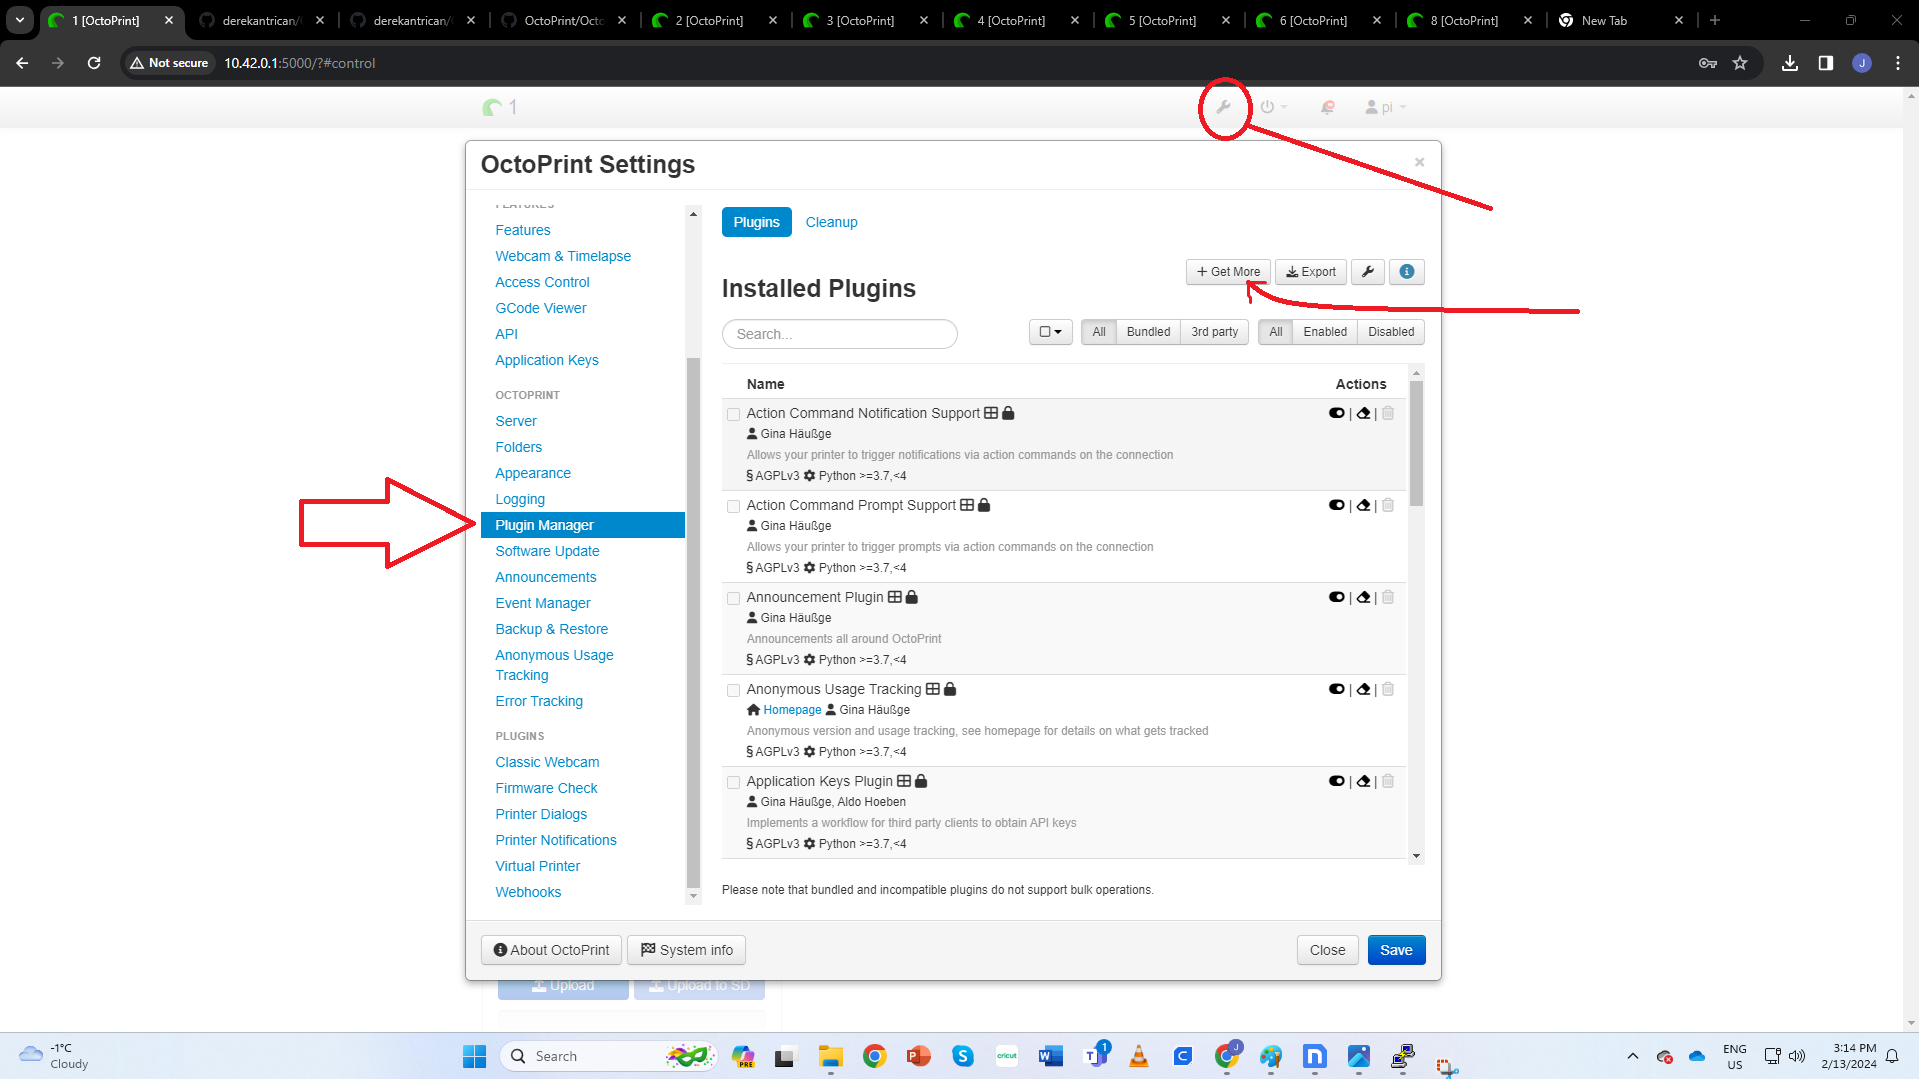 1 [OctoPrint]
derekantrican/
derekantrican/
OctoPrint/Octo
2 [OctoPrint]
3 [OctoPrint]
4 [OctoPrint]
5 [OctoPrint]
6 [OctoPrint]
8 [OctoPrint]
New Tab
Not secure
10.42.0.1:5000/?#control
J
1
pi
OctoPrint Settings
FEATURES
Features
Webcam & Timelapse
Access Control
GCode Viewer
API
Application Keys
OCTOPRINT
Server
Folders
Appearance
Logging
Plugin Manager
Software Update
Announcements
Event Manager
Backup & Restore
Anonymous Usage
Tracking
Error Tracking
PLUGINS
Classic Webcam
Firmware Check
Printer Dialogs
Printer Notifications
Virtual Printer
Webhooks
Plugins
Cleanup
Get More
Export
Installed Plugins
Search...
All
Bundled
3rd party
All
Enabled
Disabled
Name
Actions
Action Command Notification Support
Gina Häußge
Allows your printer to trigger notifications via action commands on the connection
§ AGPLv3 Python >=3.7,<4
Action Command Prompt Support
Gina Häußge
Allows your printer to trigger prompts via action commands on the connection
§ AGPLv3 Python >=3.7,<4
Announcement Plugin
Gina Häußge
Announcements all around OctoPrint
§ AGPLv3 Python >=3.7,<4
Anonymous Usage Tracking
Homepage Gina Häußge
Anonymous version and usage tracking, see homepage for details on what gets tracked
§ AGPLv3 Python >=3.7,<4
Application Keys Plugin
Gina Häußge, Aldo Hoeben
Implements a workflow for third party clients to obtain API keys
§ AGPLv3 Python >=3.7,<4
Please note that bundled and incompatible plugins do not support bulk operations.
About OctoPrint
System info
Close
Save
Upload
Upload to SD
-1°C
Cloudy
Search
PRE
cricut
1
J
ENG
US
3:14 PM
2/13/2024